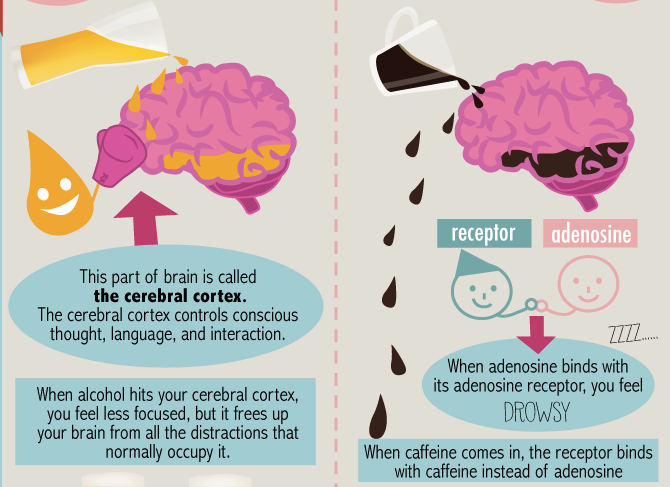 This part of brain is called
the cerebral cortex.
The cerebral cortex controls conscious
thought, language, and interaction.
When alcohol hits your cerebral cortex,
you feel less focused, but it frees up
your brain from all the distractions that
normally occupy it.
receptor adenosine
ZZZZ......
When adenosine binds with
its adenosine receptor, you feel
DROWSY
When caffeine comes in, the receptor binds
with caffeine instead of adenosine